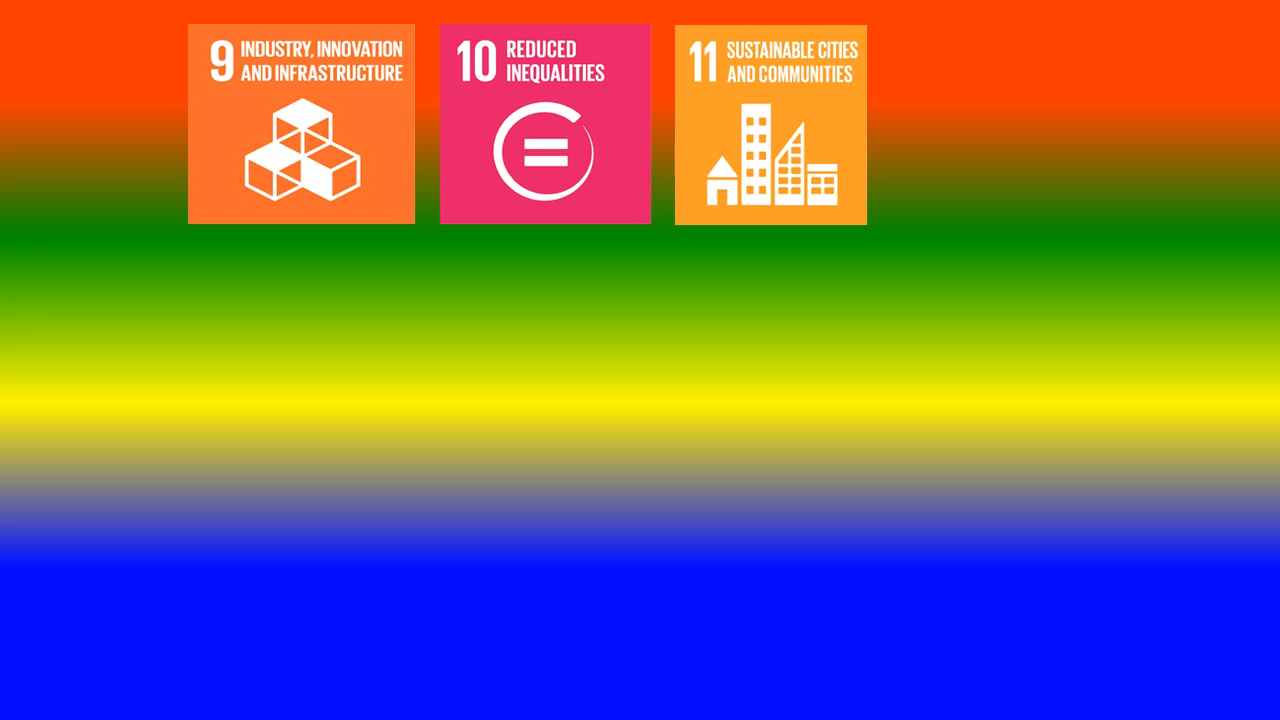 9 INDUSTRY, INNOVATION
AND INFRASTRUCTURE
10 REDUCED
INEQUALITIES
11 SUSTAINABLE CITIES
AND COMMUNITIES